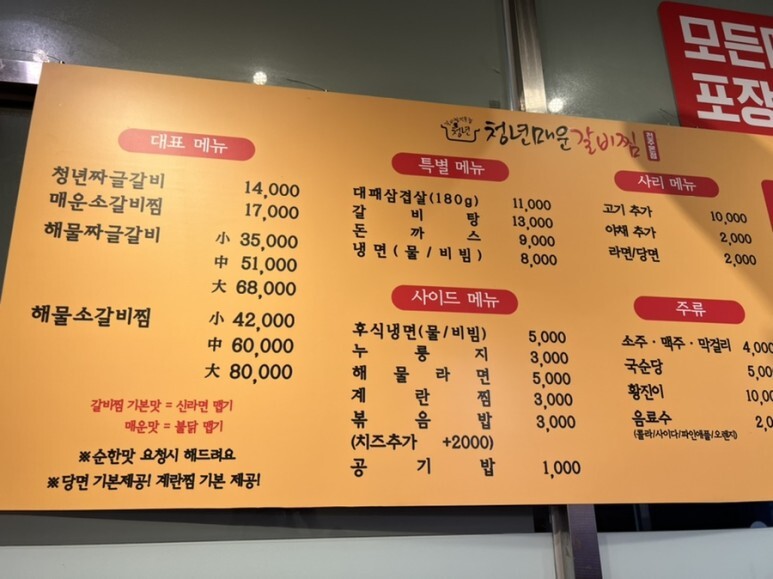 모든
포장
청년
청년매운갈비찜
대표 메뉴
청년짜글갈비 14,000
매운소갈비찜 17,000
해물짜글갈비 小 35,000
中 51,000
大 68,000
해물소갈비찜 小 42,000
中 60,000
大 80,000
갈비찜 기본맛 = 신라면 맵기
매운맛 = 불닭 맵기
※순한맛 요청시 해드려요
※당면 기본제공! 계란찜 기본 제공!
특별 메뉴
대패삼겹살(180g) 11,000
갈비탕 13,000
돈까스 9,000
냉면(물/비빔) 8,000
사이드 메뉴
후식냉면(물/비빔) 5,000
누룽지 3,000
해물라면 5,000
계란찜 3,000
볶음밥 3,000
(치즈추가 +2000)
공기밥 1,000
사리 메뉴
고기 추가 10,000
야채 추가 2,000
라면/당면 2,000
주류
소주·맥주·막걸리 4,000
국순당 5,00
황진이 10,00
음료수 2,0
(콜라/사이다/파인애플/오렌지)